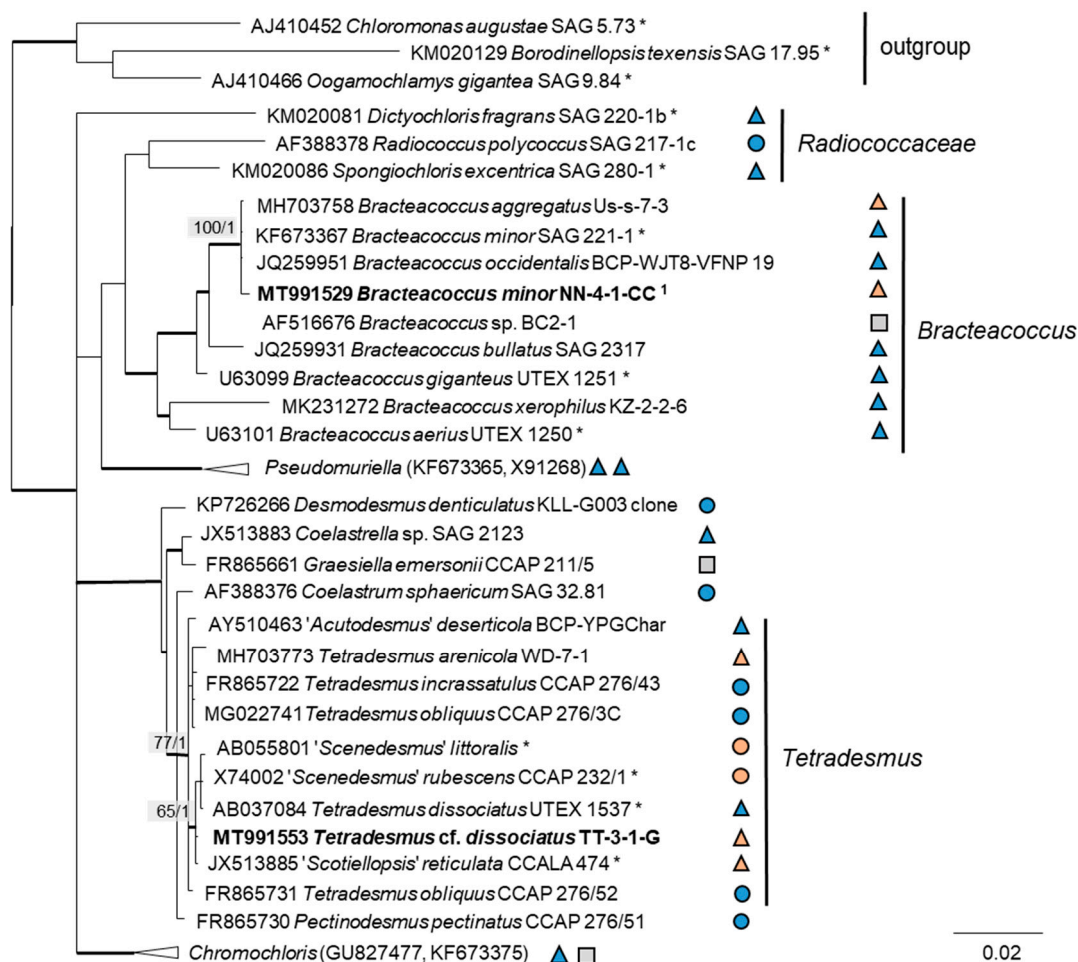 AJ410452 Chloromonas augustae SAG 5.73 *
KM020129 Borodinellopsis texensis SAG 17.95 *
outgroup
AJ410466 Oogamochlamys gigantea SAG 9.84 *
KM020081 Dictyochloris fragrans SAG 220-1b *
AF388378 Radiococcus polycoccus SAG 217-1c
Radiococcaceae
KM020086 Spongiochloris excentrica SAG 280-1 *
MH703758 Bracteacoccus aggregatus Us-s-7-3
100/1
KF673367 Bracteacoccus minor SAG 221-1 *
JQ259951 Bracteacoccus occidentalis BCP-WJT8-VFNP 19
MT991529 Bracteacoccus minor NN-4-1-CC ¹
AF516676 Bracteacoccus sp. BC2-1
Bracteacoccus
JQ259931 Bracteacoccus bullatus SAG 2317
U63099 Bracteacoccus giganteus UTEX 1251 *
MK231272 Bracteacoccus xerophilus KZ-2-2-6
U63101 Bracteacoccus aerius UTEX 1250 *
Pseudomuriella (KF673365, X91268)
KP726266 Desmodesmus denticulatus KLL-G003 clone
JX513883 Coelastrella sp. SAG 2123
FR865661 Graesiella emersonii CCAP 211/5
AF388376 Coelastrum sphaericum SAG 32.81
AY510463 'Acutodesmus' deserticola BCP-YPGChar
MH703773 Tetradesmus arenicola WD-7-1
FR865722 Tetradesmus incrassatulus CCAP 276/43
MG022741 Tetradesmus obliquus CCAP 276/3C
77/1
AB055801 'Scenedesmus' littoralis *
Tetradesmus
X74002 'Scenedesmus' rubescens CCAP 232/1 *
65/1
AB037084 Tetradesmus dissociatus UTEX 1537 *
MT991553 Tetradesmus cf. dissociatus TT-3-1-G
JX513885 'Scotiellopsis' reticulata CCALA 474 *
FR865731 Tetradesmus obliquus CCAP 276/52
FR865730 Pectinodesmus pectinatus CCAP 276/51
Chromochloris (GU827477, KF673375)
0.02